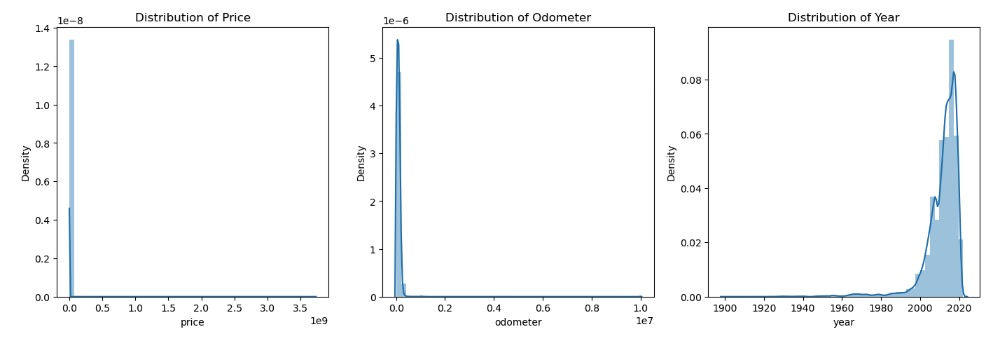 Distribution of Price
1e−8
1.4
1.2
1.0
0.8
0.6
0.4
0.2
0.0
Density
0.0 0.5 1.0 1.5 2.0 2.5 3.0 3.5
1e9
price
Distribution of Odometer
1e−6
5
4
3
2
1
0
Density
0.0 0.2 0.4 0.6 0.8 1.0
1e7
odometer
Distribution of Year
0.08
0.06
0.04
0.02
0.00
Density
1900 1920 1940 1960 1980 2000 2020
year